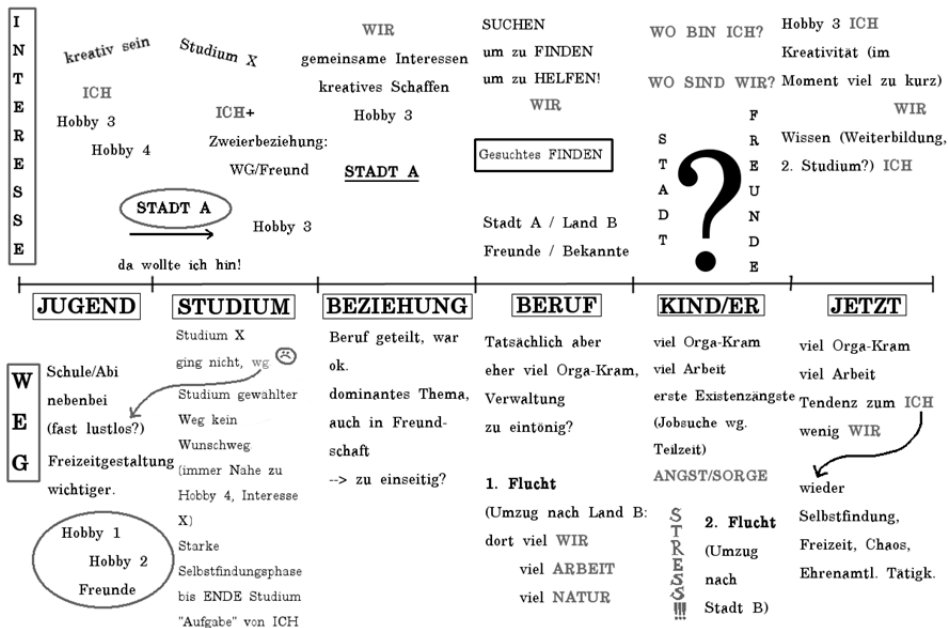 INTERESSE
kreativ sein
Studium X
ICH
Hobby 3
Hobby 4
ICH+
Zweierbeziehung:
WG/Freund
STADT A
Hobby 3
da wollte ich hin!
WIR
gemeinsame Interessen
kreatives Schaffen
Hobby 3
STADT A
SUCHEN
um zu FINDEN
um zu HELFEN!
WIR
Gesuchtes FINDEN
Stadt A / Land B
Freunde / Bekannte
WO BIN ICH?
WO SIND WIR?
STADT
?
FREUNDE
Hobby 3 ICH
Kreativität (im
Moment viel zu kurz)
WIR
Wissen (Weiterbildung,
2. Studium?) ICH
JUGEND
STUDIUM
BEZIEHUNG
BERUF
KIND/ER
JETZT
WEG
Schule/Abi
nebenbei
(fast lustlos?)
Freizeitgestaltung
wichtiger.
Hobby 1
Hobby 2
Freunde
Studium X
ging nicht, wg
Studium gewählter
Weg kein
Wunschweg
(immer Nahe zu
Hobby 4, Interesse
X)
Starke
Selbstfindungsphase
bis ENDE Studium
"Aufgabe" von ICH
Beruf geteilt, war
ok.
dominantes Thema,
auch in Freund-
schaft
--> zu einseitig?
Tatsächlich aber
eher viel Orga-Kram,
Verwaltung
zu eintönig?
1. Flucht
(Umzug nach Land B:
dort viel WIR
viel ARBEIT
viel NATUR
viel Orga-Kram
viel Arbeit
erste Existenzängste
(Jobsuche wg.
Teilzeit)
ANGST/SORGE
STRESS!!!
2. Flucht
(Umzug
nach
Stadt B)
viel Orga-Kram
viel Arbeit
Tendenz zum ICH
wenig WIR
wieder
Selbstfindung,
Freizeit, Chaos,
Ehrenamtl. Tätigk.